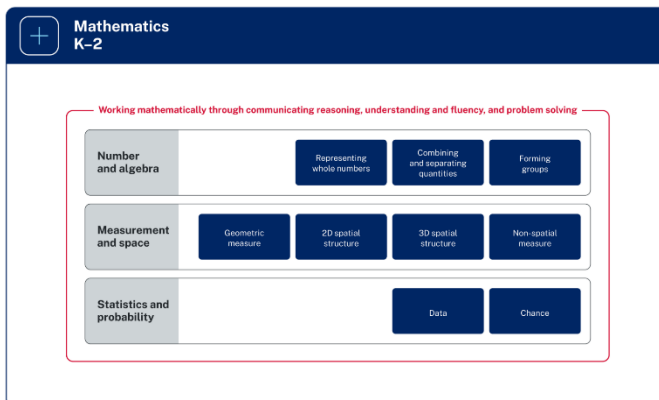 Mathematics
K–2
Working mathematically through communicating reasoning, understanding and fluency, and problem solving
Number
and algebra
Representing
whole numbers
Combining
and separating
quantities
Forming
groups
Measurement
and space
Geometric
measure
2D spatial
structure
3D spatial
structure
Non-spatial
measure
Statistics and
probability
Data
Chance